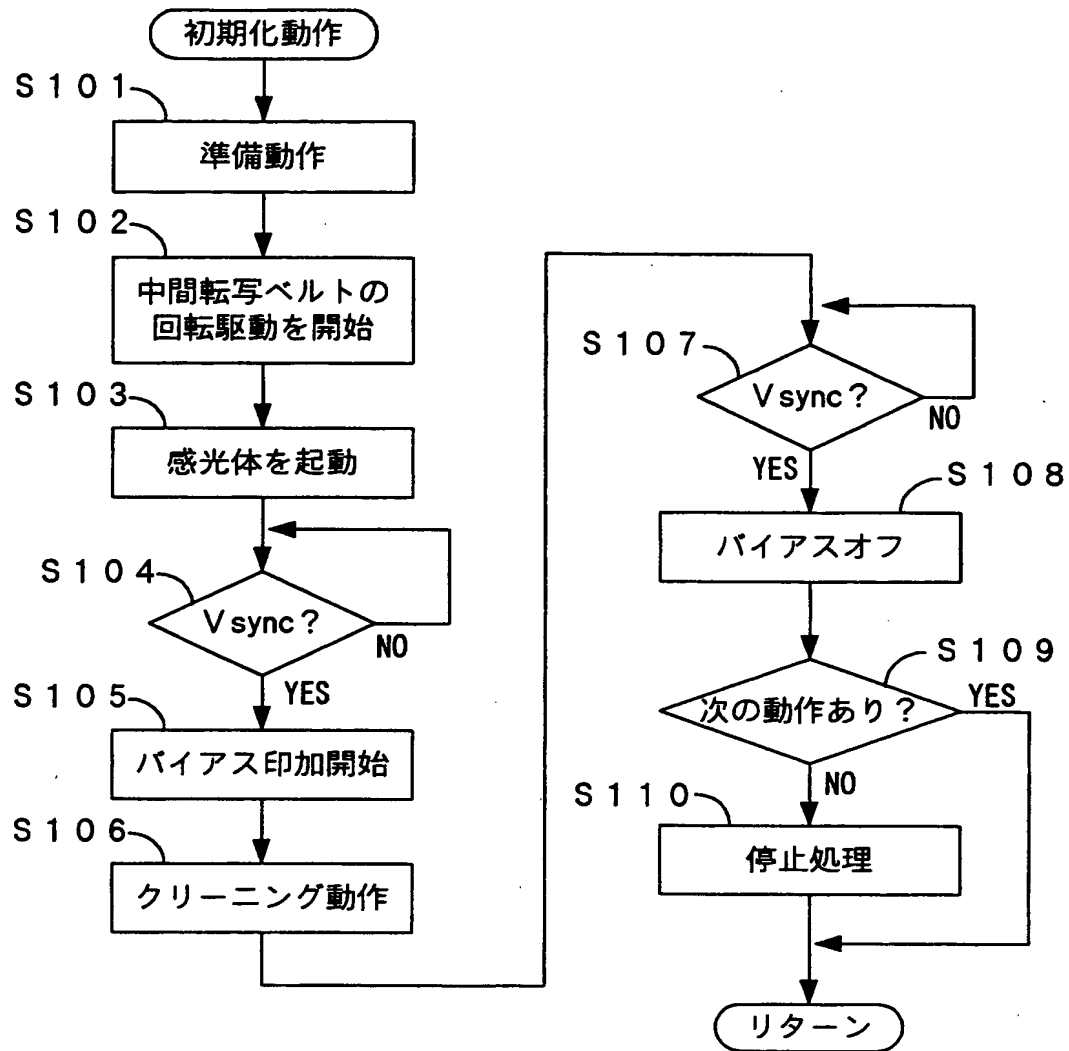 初期化動作
S101
準備動作
S102
中間転写ベルトの
回転駆動を開始
S103
感光体を起動
S104
Vsync?
NO
YES
S105
バイアス印加開始
S106
クリーニング動作
S107
Vsync?
NO
YES
S108
バイアスオフ
S109
次の動作あり?
YES
NO
S110
停止処理
リターン